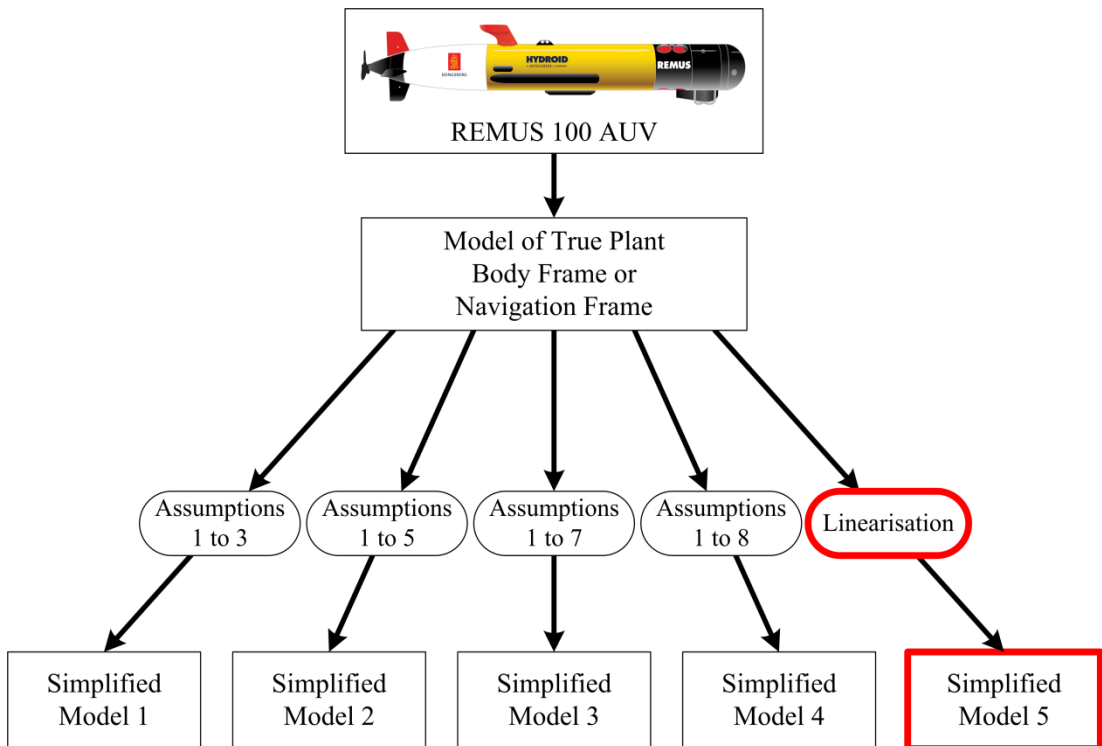 HYDROID
KONGSBERG
REMUS
REMUS 100 AUV
Model of True Plant
Body Frame or
Navigation Frame
Assumptions
1 to 3
Assumptions
1 to 5
Assumptions
1 to 7
Assumptions
1 to 8
Linearisation
Simplified
Model 1
Simplified
Model 2
Simplified
Model 3
Simplified
Model 4
Simplified
Model 5